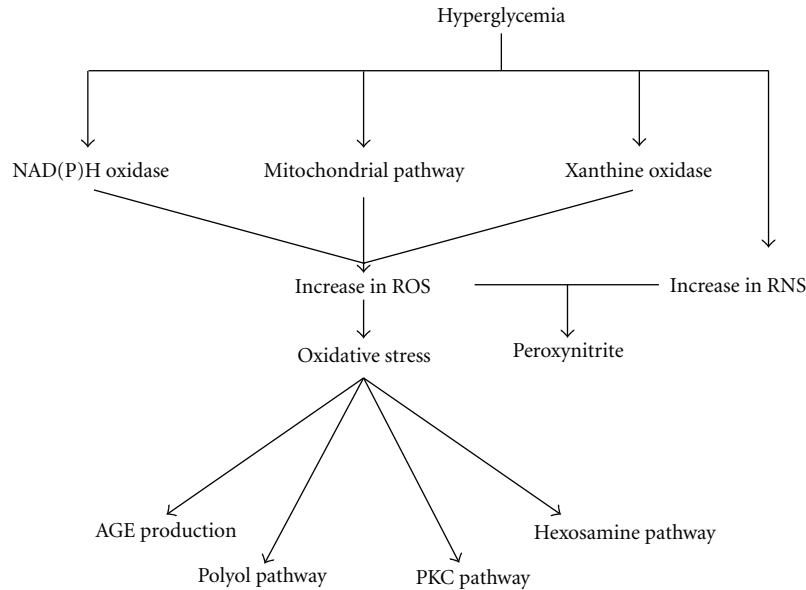 Hyperglycemia
NAD(P)H oxidase
Mitochondrial pathway
Xanthine oxidase
Increase in ROS
Increase in RNS
Oxidative stress
Peroxynitrite
AGE production
Hexosamine pathway
Polyol pathway
PKC pathway